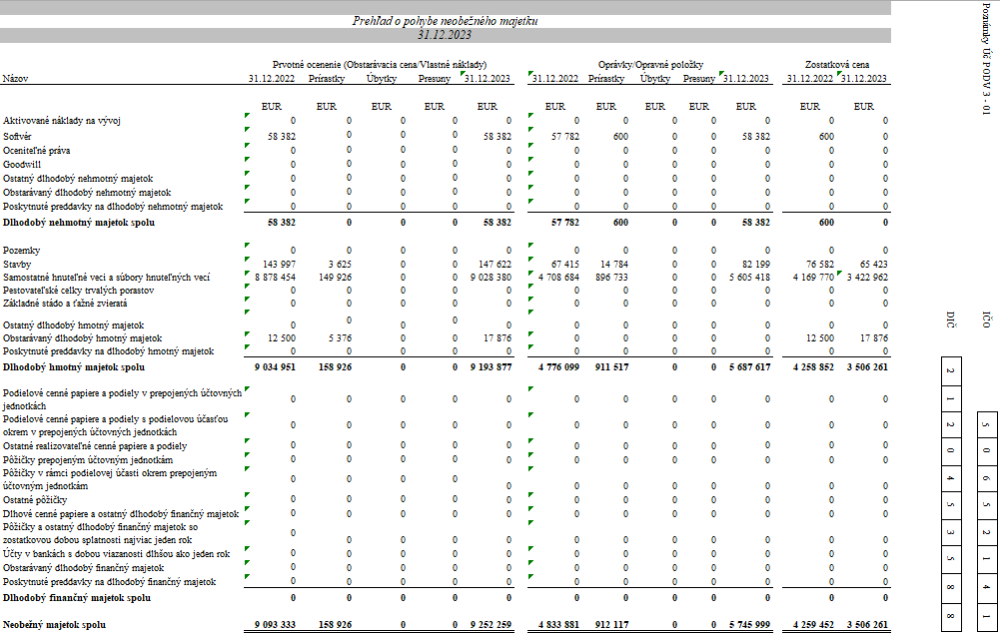 Prehľad o pohybe neobežného majetku
31.12.2023
Prvotné ocenenie (Obstarávacia cena/Vlastné náklady) Oprávky/Opravné položky Zostatková cena
Názov 31.12.2022 Prírastky Úbytky Presuny 31.12.2023 31.12.2022 Prírastky Úbytky Presuny 31.12.2023 31.12.2022 31.12.2023
EUR EUR EUR EUR EUR EUR EUR EUR EUR EUR EUR EUR
Aktivované náklady na vývoj 0 0 0 0 0 0 0 0 0 0 0 0
Softvér 58 382 0 0 0 58 382 57 782 600 0 0 58 382 600 0
Oceniteľné práva 0 0 0 0 0 0 0 0 0 0 0 0
Goodwill 0 0 0 0 0 0 0 0 0 0 0 0
Ostatný dlhodobý nehmotný majetok 0 0 0 0 0 0 0 0 0 0 0 0
Obstarávaný dlhodobý nehmotný majetok 0 0 0 0 0 0 0 0 0 0 0 0
Poskytnuté preddavky na dlhodobý nehmotný majetok 0 0 0 0 0 0 0 0 0 0 0 0
Dlhodobý nehmotný majetok spolu 58 382 0 0 0 58 382 57 782 600 0 0 58 382 600 0
Pozemky 0 0 0 0 0 0 0 0 0 0 0 0
Stavby 143 997 3 625 0 0 147 622 67 415 14 784 0 0 82 199 76 582 65 423
Samostatné hnuteľné veci a súbory hnuteľných vecí 8 878 454 149 926 0 0 9 028 380 4 708 684 896 733 0 0 5 605 418 4 169 770 3 422 962
Pestovateľské celky trvalých porastov 0 0 0 0 0 0 0 0 0 0 0 0
Základné stádo a ťažné zvieratá 0 0 0 0 0 0 0 0 0 0 0 0
Ostatný dlhodobý hmotný majetok 0 0 0 0 0 0 0 0 0 0 0 0
Obstarávaný dlhodobý hmotný majetok 12 500 5 376 0 0 17 876 0 0 0 0 0 12 500 17 876
Poskytnuté preddavky na dlhodobý hmotný majetok 0 0 0 0 0 0 0 0 0 0 0 0
Dlhodobý hmotný majetok spolu 9 034 951 158 926 0 0 9 193 877 4 776 099 911 517 0 0 5 687 617 4 258 852 3 506 261
Podielové cenné papiere a podiely v prepojených účtovných
jednotkách 0 0 0 0 0 0 0 0 0 0 0 0
Podielové cenné papiere a podiely s podielovou účasťou
okrem v prepojených účtovných jednotkách 0 0 0 0 0 0 0 0 0 0 0 0
Ostatné realizovateľné cenné papiere a podiely 0 0 0 0 0 0 0 0 0 0 0 0
Pôžičky prepojeným účtovným jednotkám 0 0 0 0 0 0 0 0 0 0 0 0
Pôžičky v rámci podielovej účasti okrem prepojeným
účtovným jednotkám 0 0 0 0 0 0 0 0 0 0 0 0
Ostatné pôžičky 0 0 0 0 0 0 0 0 0 0 0 0
Dlhové cenné papiere a ostatný dlhodobý finančný majetok 0 0 0 0 0 0 0 0 0 0 0 0
Pôžičky a ostatný dlhodobý finančný majetok so
zostatkovou dobou splatnosti najviac jeden rok 0 0 0 0 0 0 0 0 0 0 0 0
Účty v bankách s dobou viazanosti dlhšou ako jeden rok 0 0 0 0 0 0 0 0 0 0 0 0
Obstarávaný dlhodobý finančný majetok 0 0 0 0 0 0 0 0 0 0 0 0
Poskytnuté preddavky na dlhodobý finančný majetok 0 0 0 0 0 0 0 0 0 0 0 0
Dlhodobý finančný majetok spolu 0 0 0 0 0 0 0 0 0 0 0 0
Neobežný majetok spolu 9 093 333 158 926 0 0 9 252 259 4 833 881 912 117 0 0 5 745 999 4 259 452 3 506 261
Poznámky Úč PODV 3 - 01
IČO 5 0 6 5 2 1 4 1
DIČ 2 1 2 0 4 5 3 5 8 8